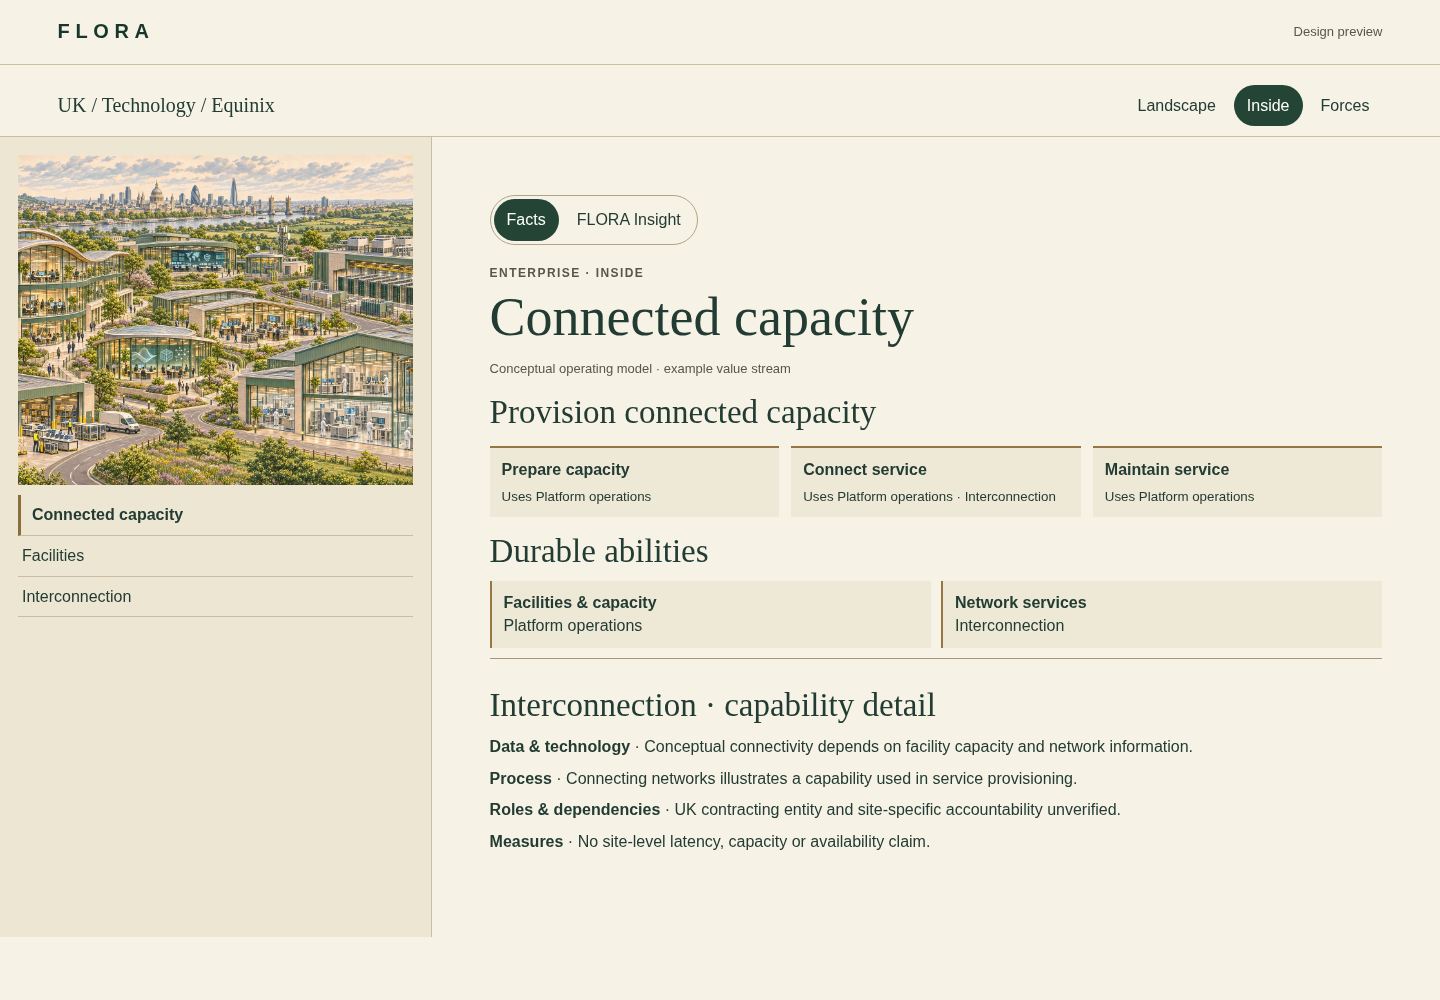 FLORA
Design preview
UK / Technology / Equinix
Landscape
Inside
Forces
Connected capacity
Facilities
Interconnection
Facts
FLORA Insight
ENTERPRISE · INSIDE
Connected capacity
Conceptual operating model · example value stream
Provision connected capacity
Prepare capacity
Uses Platform operations
Connect service
Uses Platform operations · Interconnection
Maintain service
Uses Platform operations
Durable abilities
Facilities & capacity
Platform operations
Network services
Interconnection
Interconnection · capability detail
Data & technology · Conceptual connectivity depends on facility capacity and network information.
Process · Connecting networks illustrates a capability used in service provisioning.
Roles & dependencies · UK contracting entity and site-specific accountability unverified.
Measures · No site-level latency, capacity or availability claim.